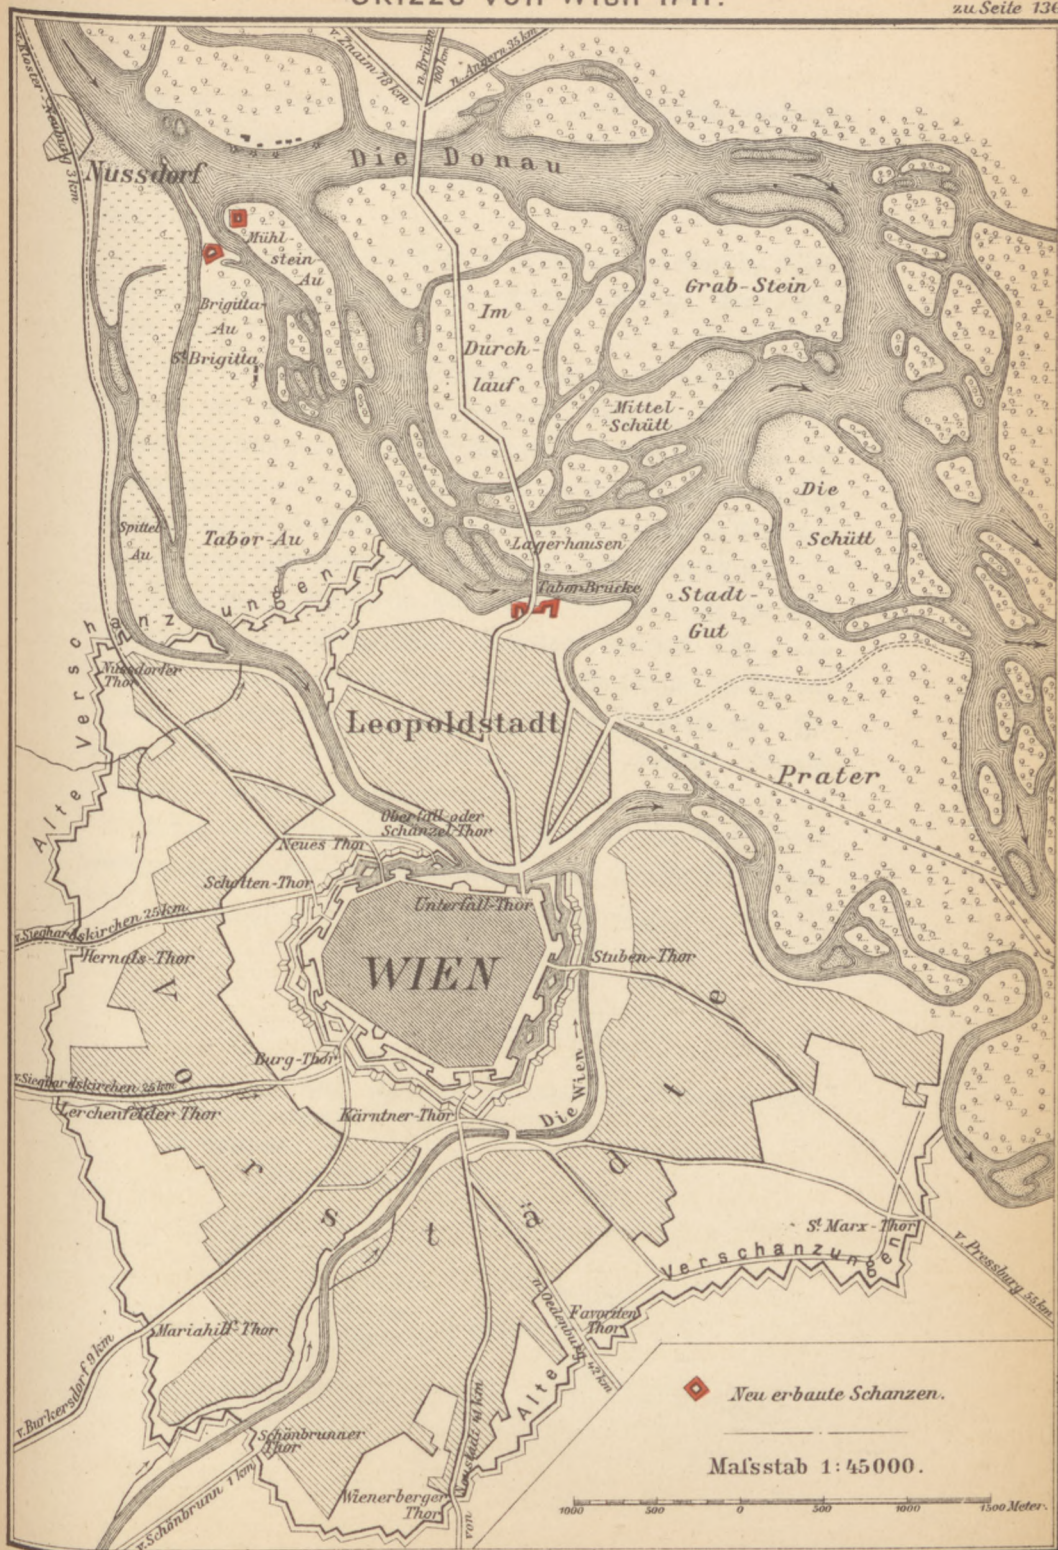 zu Seite 136
v. Kloster-Neuburg 3 km
v. Znaim 78 km.
n. Brünn 160 km
n. Angern 35 km
Die Donau
Nussdorf
Mühl-
stein-
Au
Brigitta-
Au
St Brigitta
Grab-Stein
Im
Durch-
lauf
Mittel-
Schütt
Die
Schütt
Spittel-
Au
Tabor-Au
Lagerhausen
Tabor-Brücke
Stadt-
Gut
Alte Verschanzungen
Nussdorfer
Thor
Leopoldstadt
Prater
Oberfall oder
Schänzel-Thor
Neues Thor
Schotten-Thor
Unterfall-Thor
v. Sieghardskirchen 25 km
Hernals-Thor
WIEN
Stuben-Thor
Burg-Thor
v. Sieghardskirchen 25 km
Lerchenfelder Thor
Kärntner-Thor
Die Wien
Vorstädte
St Marx-Thor
Alte Verschanzungen
v. Pressburg 55 km
n. Oedenburg 42 km
Favoriten
Thor
Mariahilf-Thor
v. Burkersdorf 9 km
Schönbrunner
Thor
v. Schönbrunn 1 km
Wienerberger
Thor
von Neustadt 41 km
Neu erbaute Schanzen.
Maſsstab 1:45000.
1000 500 0 500 1000 1500 Meter.